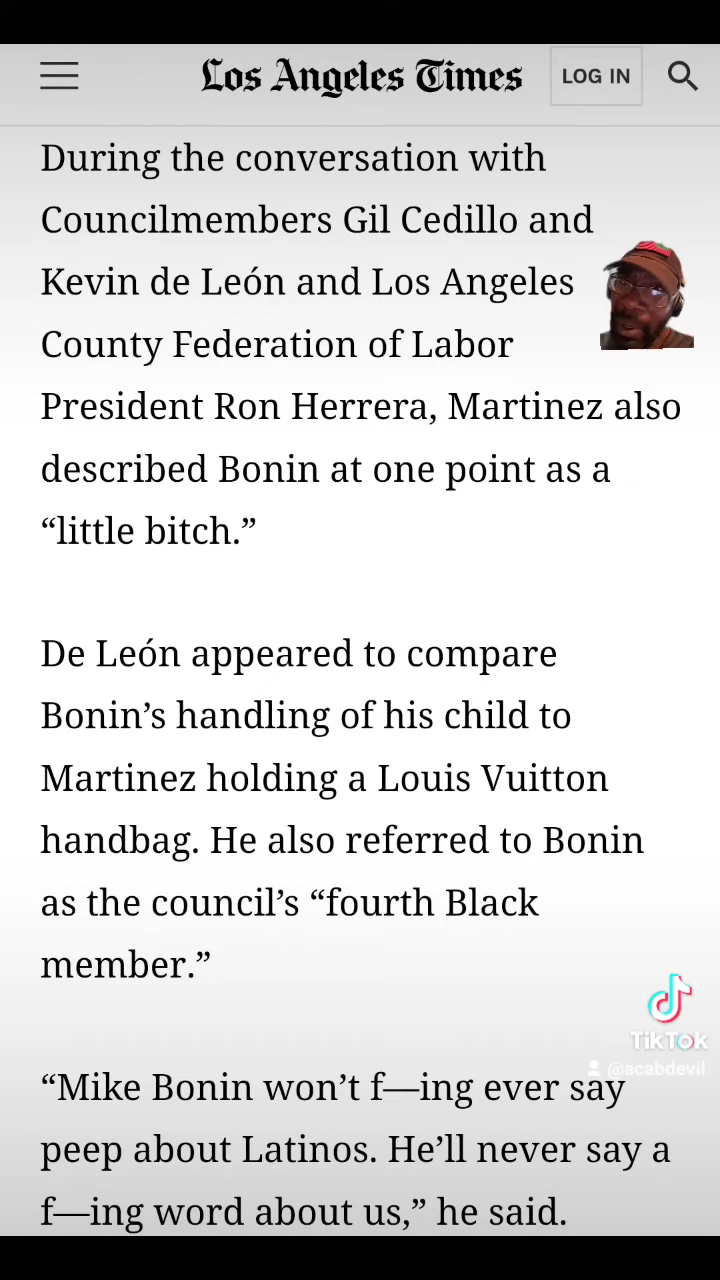 Los Angeles Times
LOG IN
During the conversation with
Councilmembers Gil Cedillo and
Kevin de León and Los Angeles
County Federation of Labor
President Ron Herrera, Martinez also
described Bonin at one point as a
“little bitch.”
De León appeared to compare
Bonin’s handling of his child to
Martinez holding a Louis Vuitton
handbag. He also referred to Bonin
as the council’s “fourth Black
member.”
“Mike Bonin won’t f—ing ever say
peep about Latinos. He’ll never say a
f—ing word about us,” he said.
TikTok
@acabdevil